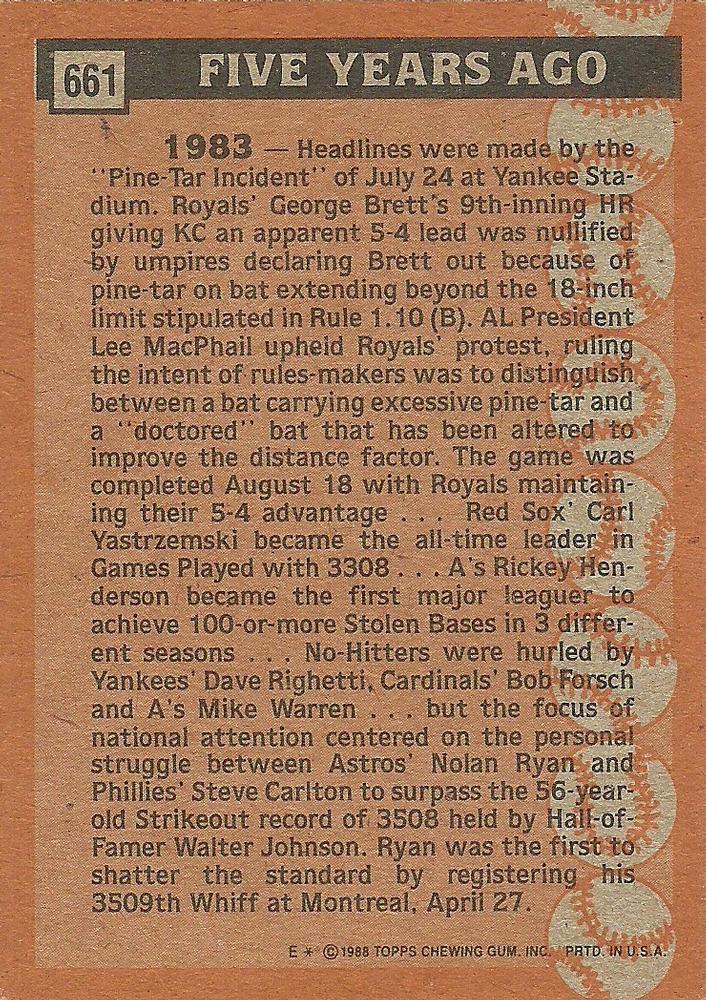 661 FIVE YEARS AGO
1983 — Headlines were made by the
"Pine-Tar Incident" of July 24 at Yankee Sta-
dium. Royals' George Brett's 9th-inning HR
giving KC an apparent 5-4 lead was nullified
by umpires declaring Brett out because of
pine-tar on bat extending beyond the 18-inch
limit stipulated in Rule 1.10 (B). AL President
Lee MacPhail upheld Royals' protest, ruling
the intent of rules-makers was to distinguish
between a bat carrying excessive pine-tar and
a "doctored" bat that has been altered to
improve the distance factor. The game was
completed August 18 with Royals maintain-
ing their 5-4 advantage . . . Red Sox' Carl
Yastrzemski became the all-time leader in
Games Played with 3308 . . . A's Rickey Hen-
derson became the first major leaguer to
achieve 100-or-more Stolen Bases in 3 differ-
ent seasons . . . No-Hitters were hurled by
Yankees' Dave Righetti, Cardinals' Bob Forsch
and A's Mike Warren . . . but the focus of
national attention centered on the personal
struggle between Astros' Nolan Ryan and
Phillies' Steve Carlton to surpass the 56-year-
old Strikeout record of 3508 held by Hall-of-
Famer Walter Johnson. Ryan was the first to
shatter the standard by registering his
3509th Whiff at Montreal, April 27.
E * © 1988 TOPPS CHEWING GUM. INC. PRTD. IN U.S.A.